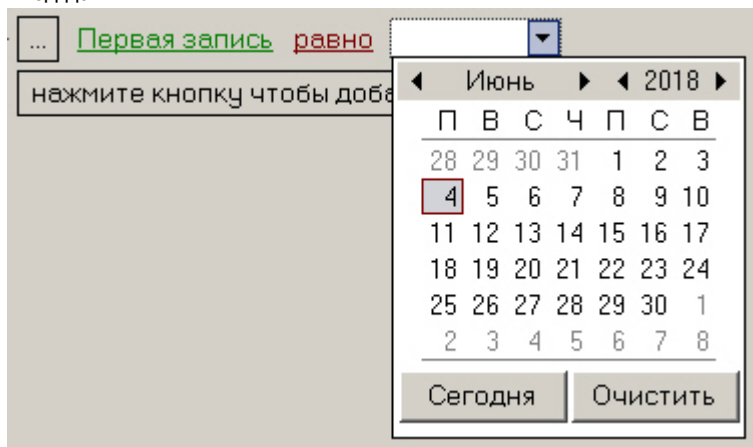 ... Первая запись равно
нажмите кнопку чтобы доба
Июнь 2018
П В С Ч П С В
28 29 30 31 1 2 3
4 5 6 7 8 9 10
11 12 13 14 15 16 17
18 19 20 21 22 23 24
25 26 27 28 29 30 1
2 3 4 5 6 7 8
Сегодня Очистить